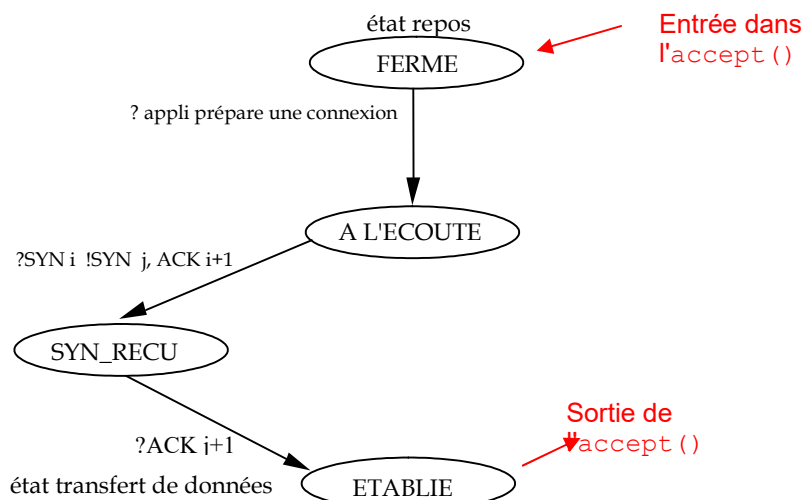 état repos
Entrée dans
l'accept()
FERME
? appli prépare une connexion
A L'ECOUTE
?SYN i !SYN j, ACK i+1
SYN_RECU
Sortie de
accept()
?ACK j+1
état transfert de données
ETABLIE